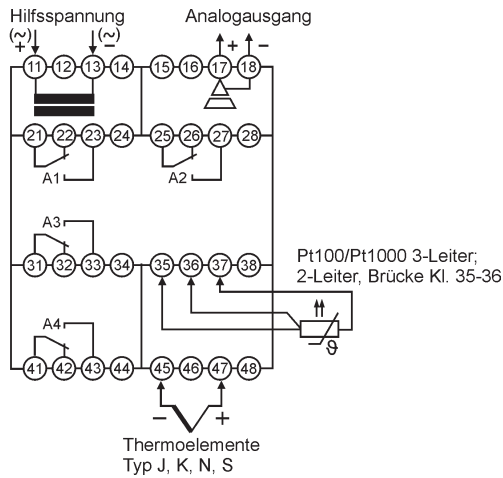 Hilfsspannung Analogausgang
(~) (~)
+ − + −
11 12 13 14 15 16 17 18
21 22 23 24 25 26 27 28
A1 A2
A3
31 32 33 34 35 36 37 38
Pt100/Pt1000 3-Leiter;
2-Leiter, Brücke Kl. 35-36
ϑ
A4
41 42 43 44 45 46 47 48
− +
Thermoelemente
Typ J, K, N, S